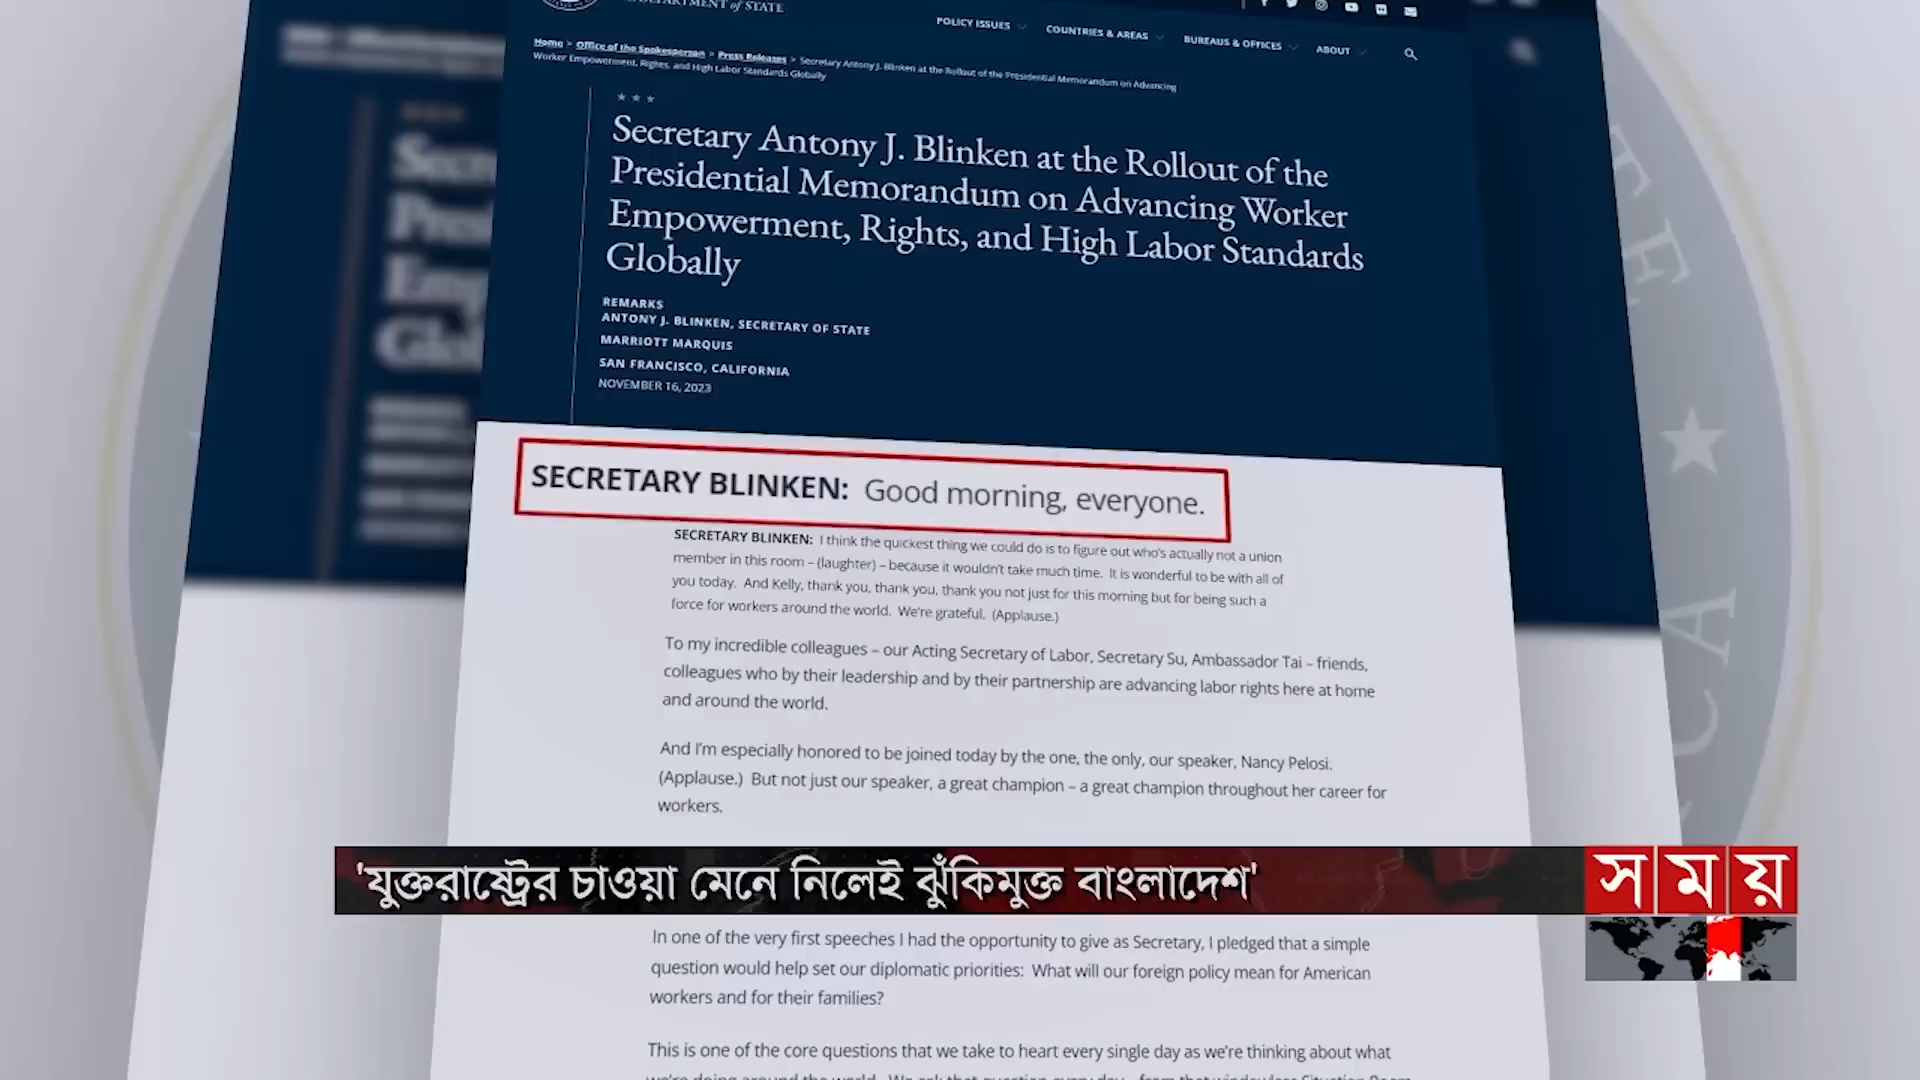 DEPARTMENT of STATE
POLICY ISSUES
COUNTRIES & AREAS
BUREAUS & OFFICES
ABOUT
Home > Office of the Spokesperson > Press Releases > Secretary Antony J. Blinken at the Rollout of the Presidential Memorandum on Advancing
Worker Empowerment, Rights, and High Labor Standards Globally
Secretary Antony J. Blinken at the Rollout of the
Presidential Memorandum on Advancing Worker
Empowerment, Rights, and High Labor Standards
Globally
REMARKS
ANTONY J. BLINKEN, SECRETARY OF STATE
MARRIOTT MARQUIS
SAN FRANCISCO, CALIFORNIA
NOVEMBER 16, 2023
SECRETARY BLINKEN: Good morning, everyone.
SECRETARY BLINKEN: I think the quickest thing we could do is to figure out who's actually not a union
member in this room – (laughter) – because it wouldn't take much time. It is wonderful to be with all of
you today. And Kelly, thank you, thank you, thank you not just for this morning but for being such a
force for workers around the world. We're grateful. (Applause.)
To my incredible colleagues – our Acting Secretary of Labor, Secretary Su, Ambassador Tai – friends,
colleagues who by their leadership and by their partnership are advancing labor rights here at home
and around the world.
And I'm especially honored to be joined today by the one, the only, our speaker, Nancy Pelosi.
(Applause.) But not just our speaker, a great champion – a great champion throughout her career for
workers.
'যুক্তরাষ্ট্রের চাওয়া মেনে নিলেই ঝুঁকিমুক্ত বাংলাদেশ'
সময়
In one of the very first speeches I had the opportunity to give as Secretary, I pledged that a simple
question would help set our diplomatic priorities: What will our foreign policy mean for American
workers and for their families?
This is one of the core questions that we take to heart every single day as we're thinking about what